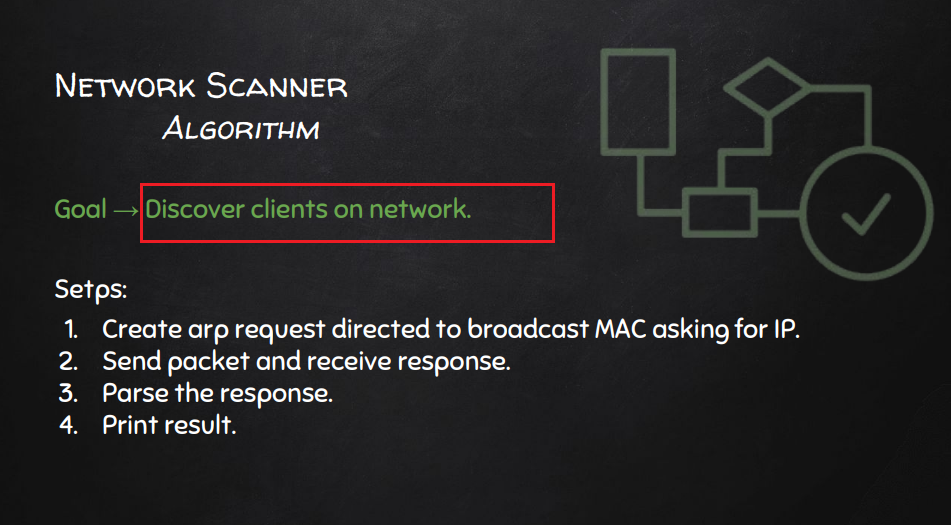 Network Scanner
Algorithm
Goal → Discover clients on network.
Setps:
1. Create arp request directed to broadcast MAC asking for IP.
2. Send packet and receive response.
3. Parse the response.
4. Print result.